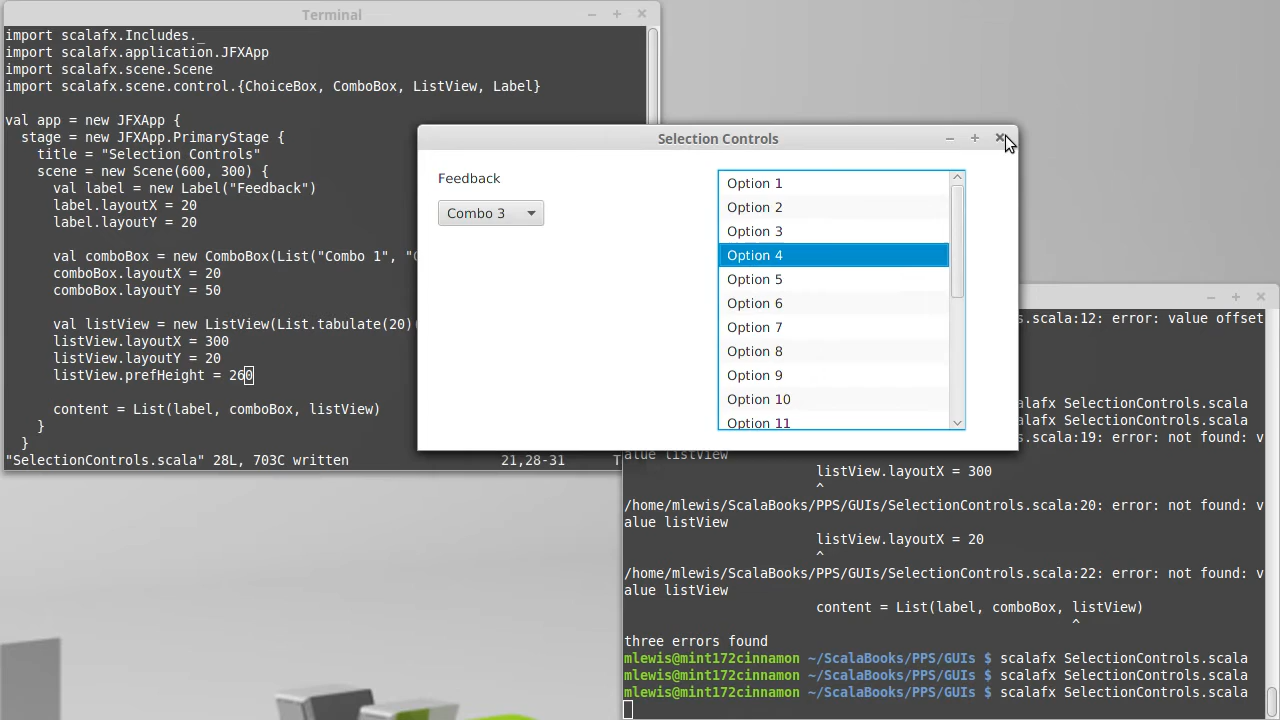 Terminal
import scalafx.Includes._
import scalafx.application.JFXApp
import scalafx.scene.Scene
import scalafx.scene.control.{ChoiceBox, ComboBox, ListView, Label}
val app = new JFXApp {
stage = new JFXApp.PrimaryStage {
title = "Selection Controls"
scene = new Scene(600, 300) {
val label = new Label("Feedback")
label.layoutX = 20
label.layoutY = 20
val comboBox = new ComboBox(List("Combo 1",
comboBox.layoutX = 20
comboBox.layoutY = 50
val listView = new ListView(List.tabulate(20)(
listView.layoutX = 300
listView.layoutY = 20
listView.prefHeight = 260
content = List(label, comboBox, listView)
}
}
"SelectionControls.scala" 28L, 703C written 21,28-31 T
Selection Controls
Feedback
Combo 3
Option 1
Option 2
Option 3
Option 4
Option 5
Option 6
Option 7
Option 8
Option 9
Option 10
Option 11
s.scala:12: error: value offset
alafx SelectionControls.scala
alafx SelectionControls.scala
s.scala:19: error: not found: v
alue listView
listView.layoutX = 300
^
/home/mlewis/ScalaBooks/PPS/GUIs/SelectionControls.scala:20: error: not found: v
alue listView
listView.layoutX = 20
^
/home/mlewis/ScalaBooks/PPS/GUIs/SelectionControls.scala:22: error: not found: v
alue listView
content = List(label, comboBox, listView)
^
three errors found
mlewis@mint172cinnamon ~/ScalaBooks/PPS/GUIs $ scalafx SelectionControls.scala
mlewis@mint172cinnamon ~/ScalaBooks/PPS/GUIs $ scalafx SelectionControls.scala
mlewis@mint172cinnamon ~/ScalaBooks/PPS/GUIs $ scalafx SelectionControls.scala